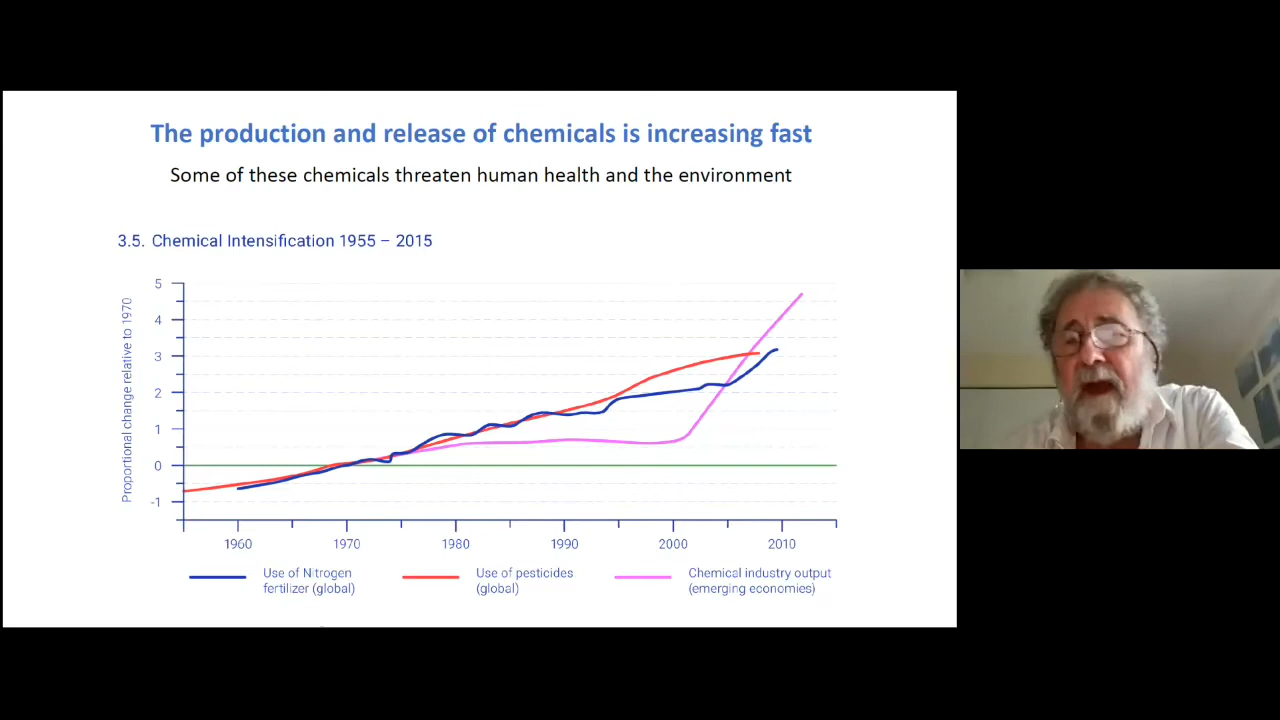 The production and release of chemicals is increasing fast
Some of these chemicals threaten human health and the environment
3.5. Chemical Intensification 1955 – 2015
Proportional change relative to 1970
5
4
3
2
1
0
-1
1960
1970
1980
1990
2000
2010
Use of Nitrogen
fertilizer (global)
Use of pesticides
(global)
Chemical industry output
(emerging economies)